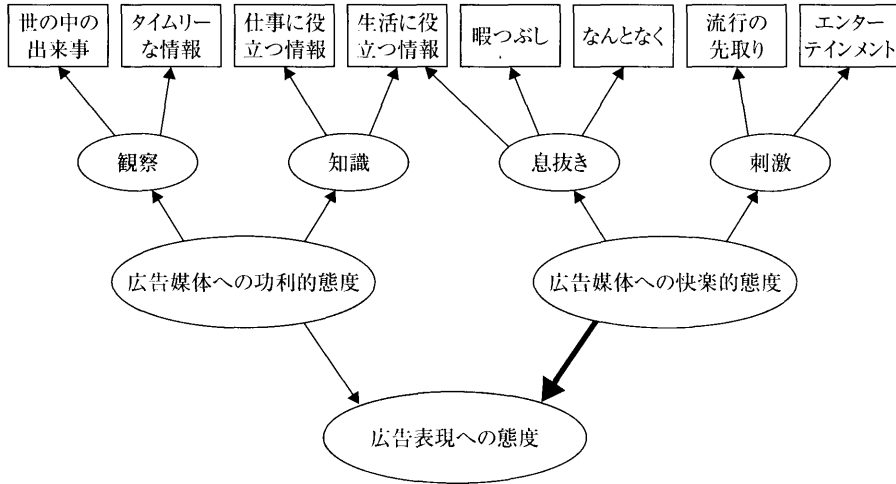 世の中の
出来事
タイムリー
な情報
仕事に役
立つ情報
生活に役
立つ情報
暇つぶし
なんとなく
流行の
先取り
エンター
テインメント
観察
知識
息抜き
刺激
広告媒体への功利的態度
広告媒体への快楽的態度
広告表現への態度